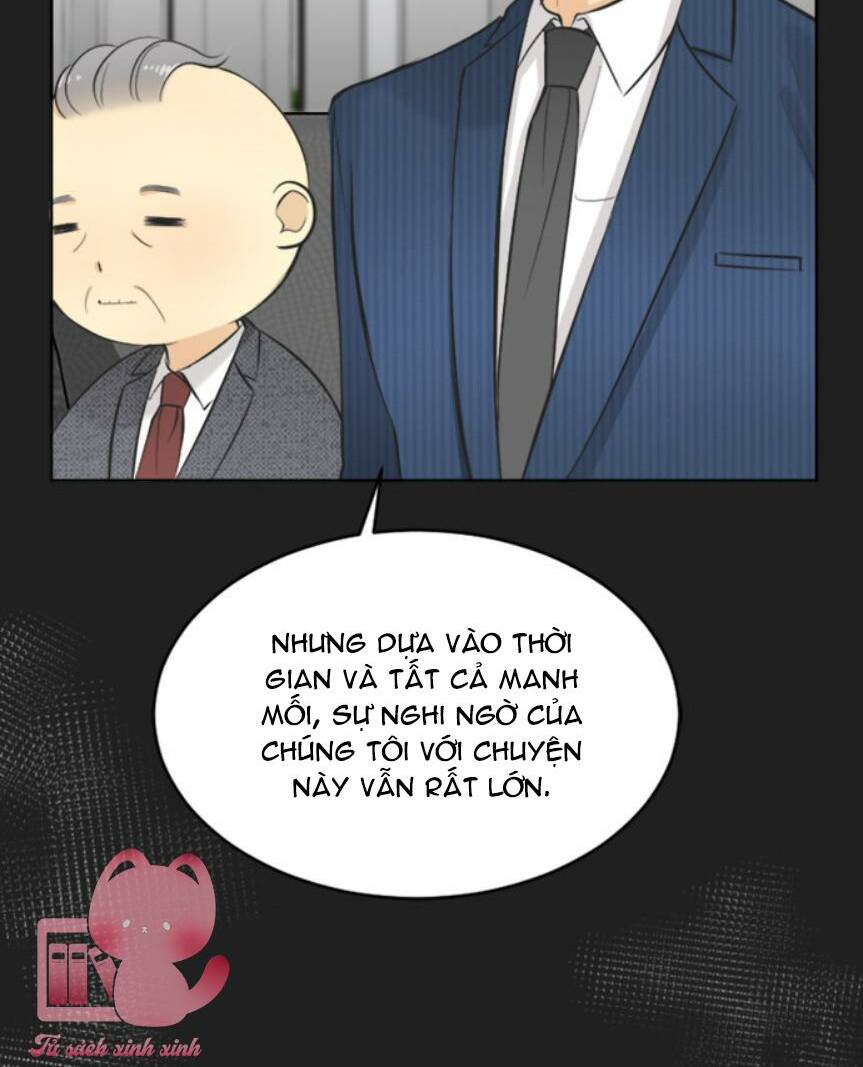 NHƯNG DỰA VÀO THỜI
GIAN VÀ TẤT CẢ MANH
MỐI, SỰ NGHI NGỜ CỦA
CHÚNG TÔI VỚI CHUYỆN
NÀY VẪN RẤT LỚN.
Tủ sách xinh xinh